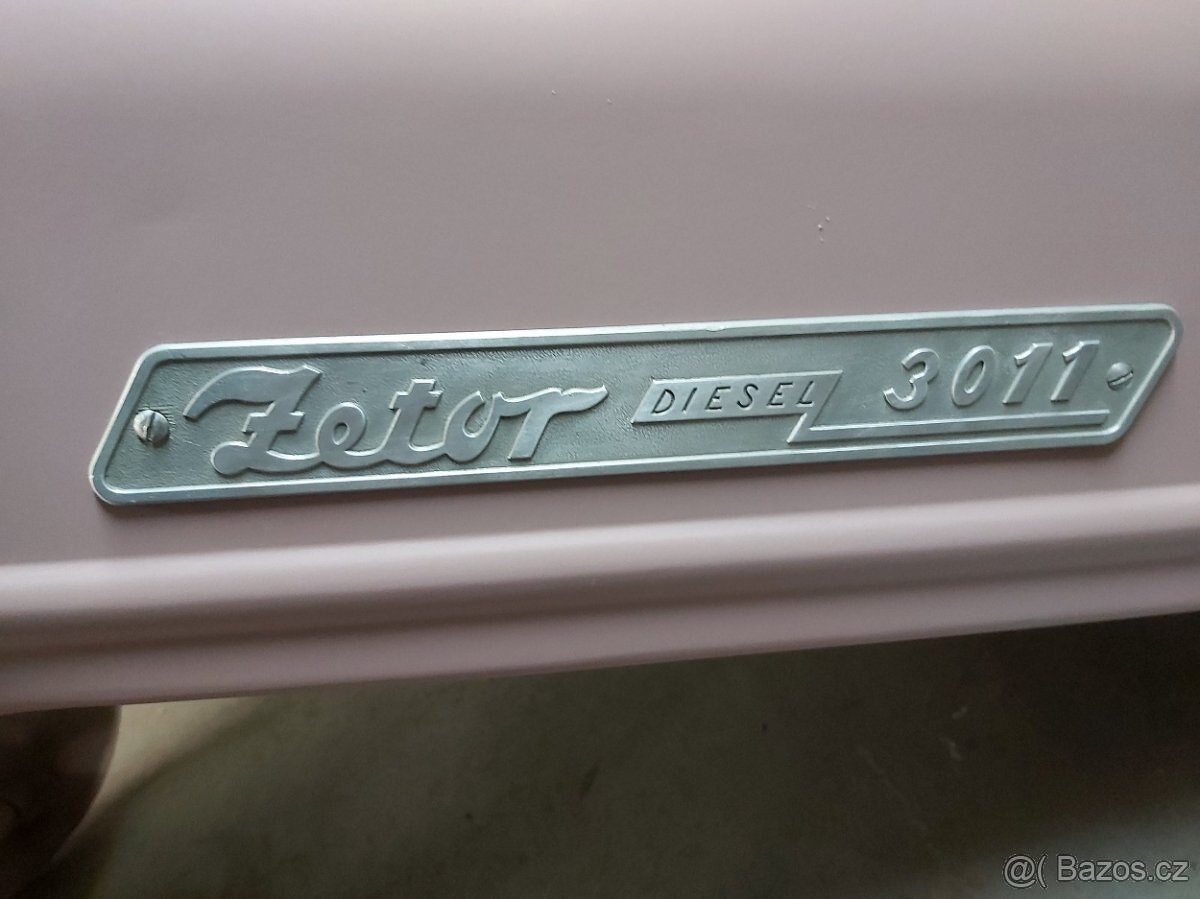 Zetor DIESEL 3011
@( Bazos.cz